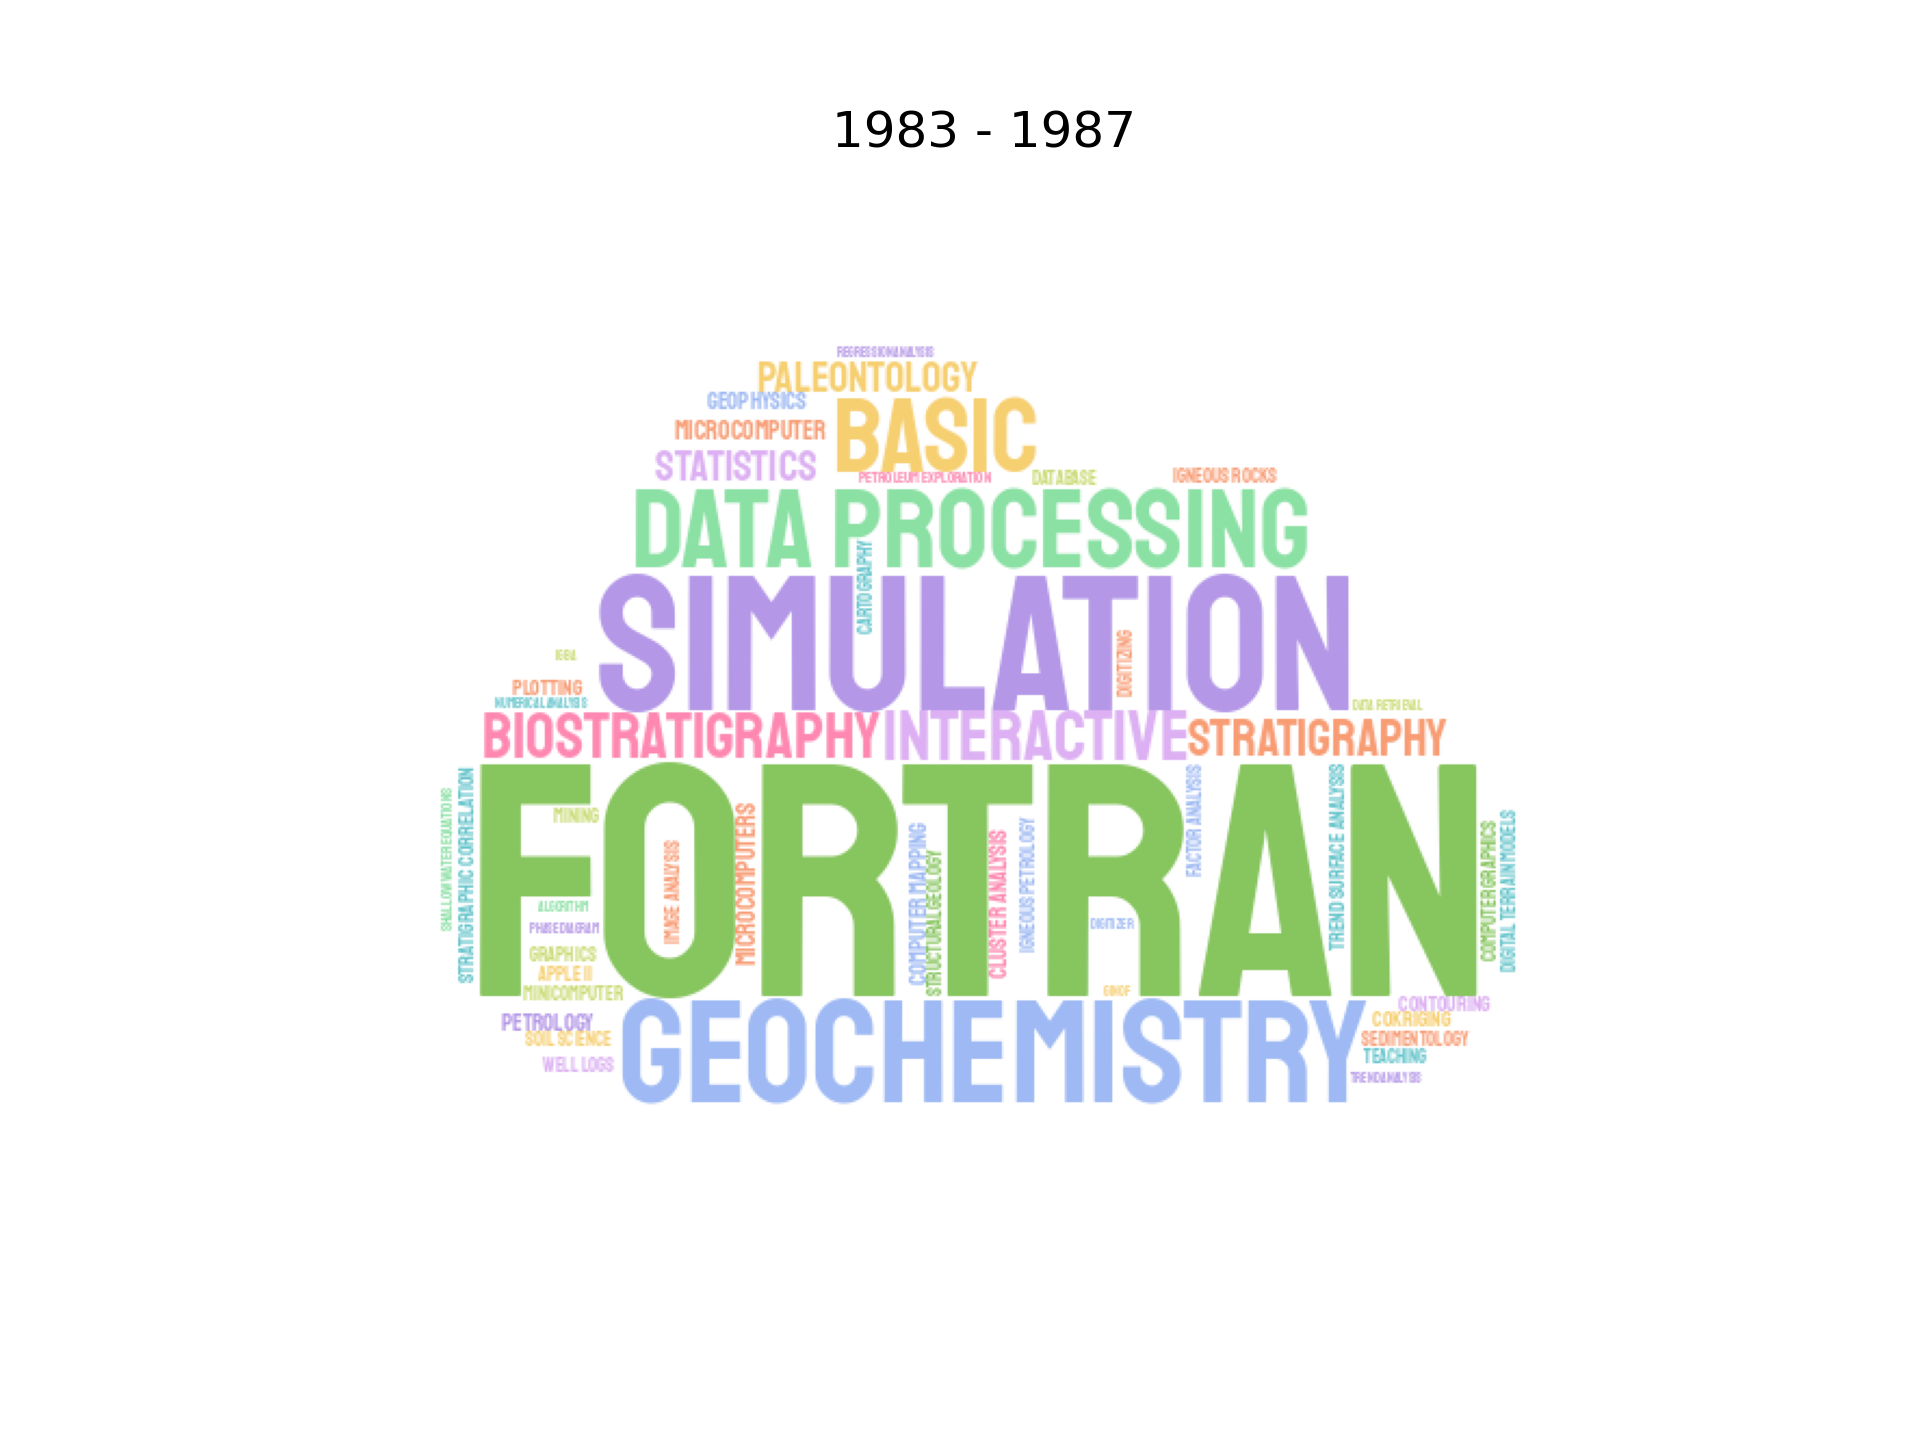 1983 - 1987
REGRESSION ANALYSIS
PALEONTOLOGY
GEOPHYSICS
BASIC
MICROCOMPUTER
STATISTICS
PETROLEUM EXPLORATION
DATABASE
IGNEOUS ROCKS
DATA PROCESSING
CARTOGRAPHY
SIMULATION
DIGITIZING
PLOTTING
NUMERICAL ANALYSIS
DATA RETRIEVAL
BIOSTRATIGRAPHY
INTERACTIVE
STRATIGRAPHY
SHALLOW WATER EQUATIONS
STRATIGRAPHIC CORRELATION
FORTRAN
MINING
IMAGE ANALYSIS
MICROCOMPUTERS
COMPUTER MAPPING
STRUCTURAL GEOLOGY
CLUSTER ANALYSIS
IGNEOUS PETROLOGY
DIGITIZER
FACTOR ANALYSIS
TREND SURFACE ANALYSIS
COMPUTER GRAPHICS
DIGITAL TERRAIN MODELS
ALGORITHM
PHASE DIAGRAM
GRAPHICS
APPLE II
MINICOMPUTER
PETROLOGY
SOIL SCIENCE
WELL LOGS
GEOCHEMISTRY
CONTOURING
COKRIGING
SEDIMENTOLOGY
TEACHING
TREND ANALYSIS